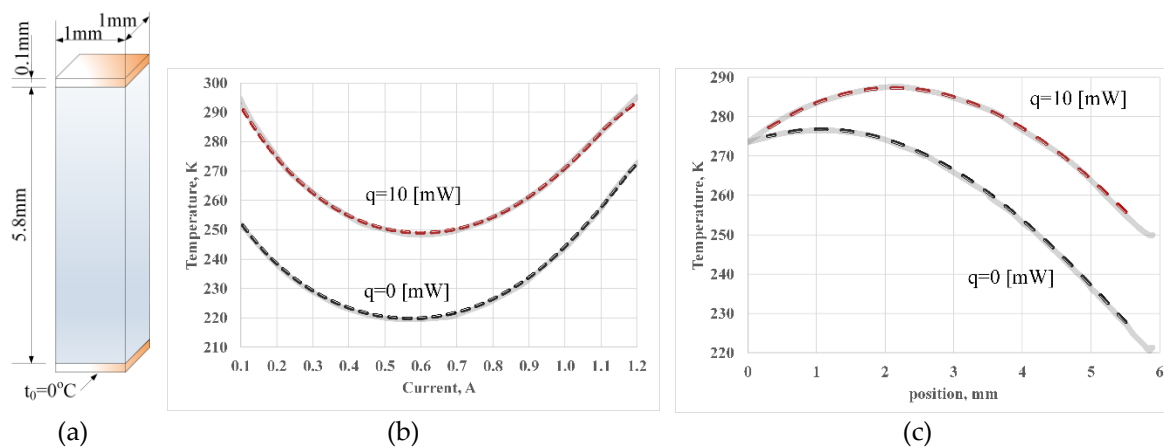 1mm
1mm
0.1mm
5.8mm
t₀=0°C
(a)
Temperature, K
300
290
280
270
260
250
240
230
220
210
q=10 [mW]
q=0 [mW]
0.1 0.2 0.3 0.4 0.5 0.6 0.7 0.8 0.9 1.0 1.1 1.2
Current, A
(b)
Temperature, K
290
280
270
260
250
240
230
220
q=10 [mW]
q=0 [mW]
0 1 2 3 4 5 6
position, mm
(c)